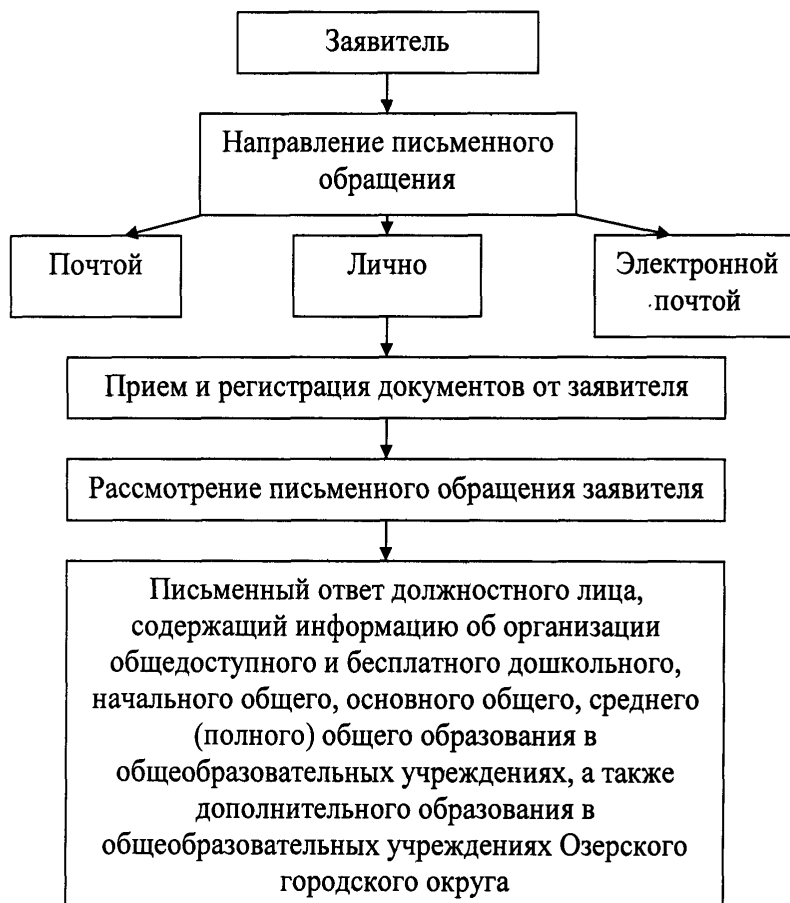 Заявитель
Направление письменного
обращения
Почтой
Лично
Электронной
почтой
Прием и регистрация документов от заявителя
Рассмотрение письменного обращения заявителя
Письменный ответ должностного лица,
содержащий информацию об организации
общедоступного и бесплатного дошкольного,
начального общего, основного общего, среднего
(полного) общего образования в
общеобразовательных учреждениях, а также
дополнительного образования в
общеобразовательных учреждениях Озерского
городского округа